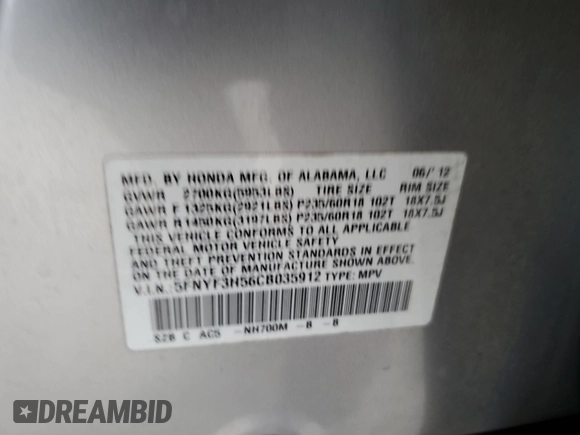 MFD. BY HONDA MFG. OF ALABAMA, LLC 06/'12
GVWR 2700KG(5953LBS) TIRE SIZE RIM SIZE
GAWR F 1325KG(2921LBS) P235/60R18 102T 18X7.5J
GAWR R 1450KG(3197LBS) P235/60R18 102T 18X7.5J
THIS VEHICLE CONFORMS TO ALL APPLICABLE
FEDERAL MOTOR VEHICLE SAFETY
AND THEFT PREVENTION STANDARDS IN EFFECT
ON THE DATE OF MANUFACTURE SHOWN ABOVE.
V.I.N.: 5FNYF3H56CB035912 TYPE: MPV
SZB C AC5 -NH700M -B -B
DREAMBID